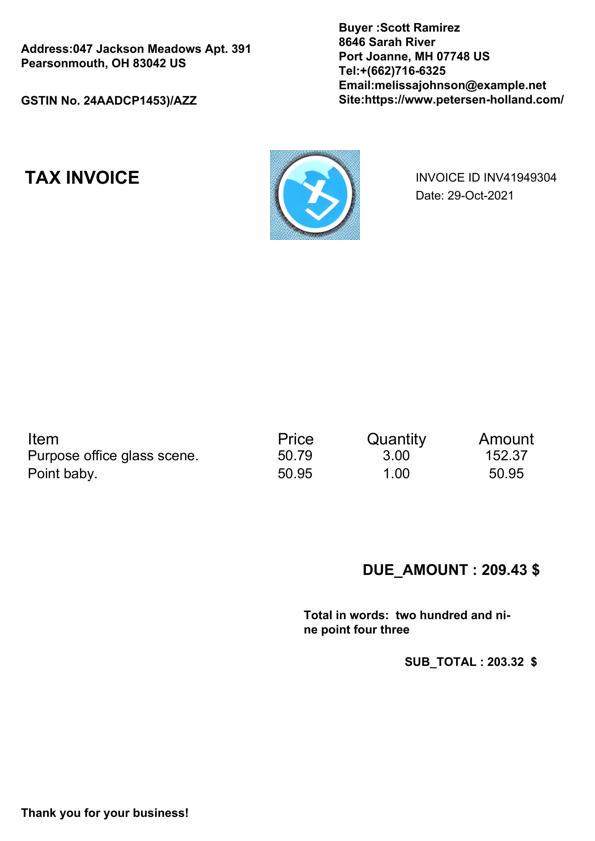 Address:047 Jackson Meadows Apt. 391
Pearsonmouth, OH 83042 US
GSTIN No. 24AADCP1453)/AZZ
Buyer :Scott Ramirez
8646 Sarah River
Port Joanne, MH 07748 US
Tel:+(662)716-6325
Email:melissajohnson@example.net
Site:https://www.petersen-holland.com/
TAX INVOICE
INVOICE ID INV41949304
Date: 29-Oct-2021
Item Price Quantity Amount
Purpose office glass scene. 50.79 3.00 152.37
Point baby. 50.95 1.00 50.95
DUE_AMOUNT : 209.43 $
Total in words:  two hundred and ni-
ne point four three
SUB_TOTAL : 203.32  $
Thank you for your business!